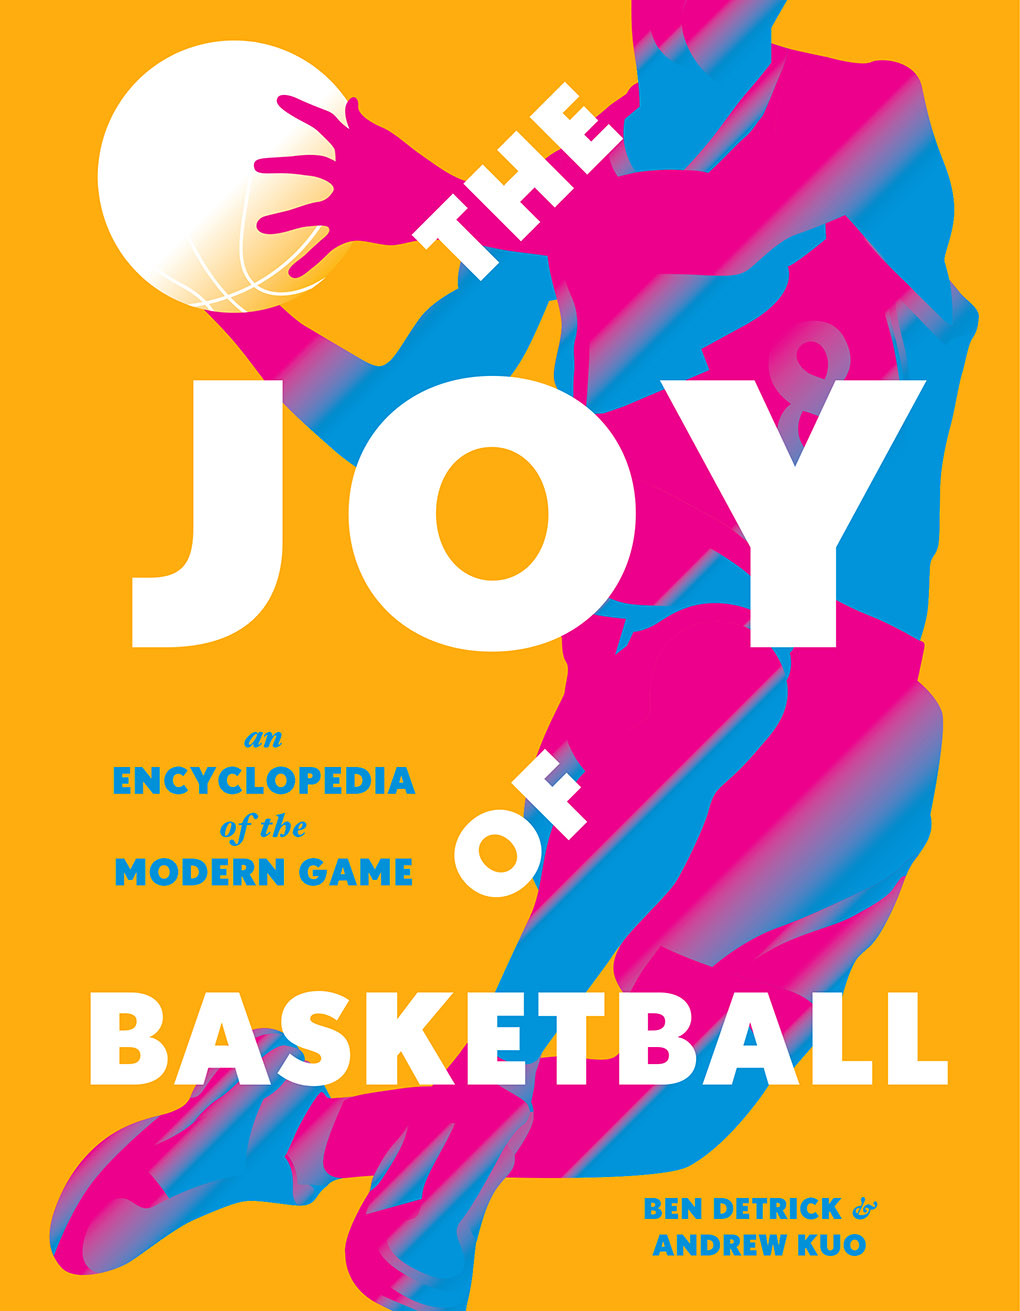 THE
JOY
OF
BASKETBALL
an
ENCYCLOPEDIA
of the
MODERN GAME
&
BEN DETRICK &
ANDREW KUO